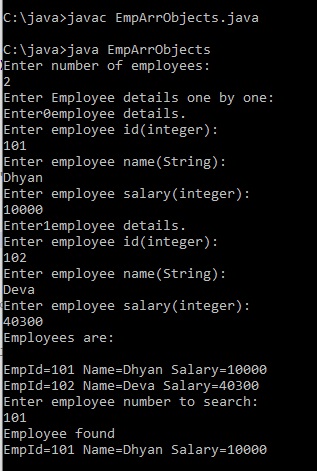 C:\java>javac EmpArrObjects.java
C:\java>java EmpArrObjects
Enter number of employees:
2
Enter Employee details one by one:
Enter0employee details.
Enter employee id(integer):
101
Enter employee name(String):
Dhyan
Enter employee salary(integer):
10000
Enter1employee details.
Enter employee id(integer):
102
Enter employee name(String):
Deva
Enter employee salary(integer):
40300
Employees are:
EmpId=101 Name=Dhyan Salary=10000
EmpId=102 Name=Deva Salary=40300
Enter employee number to search:
101
Employee found
EmpId=101 Name=Dhyan Salary=10000